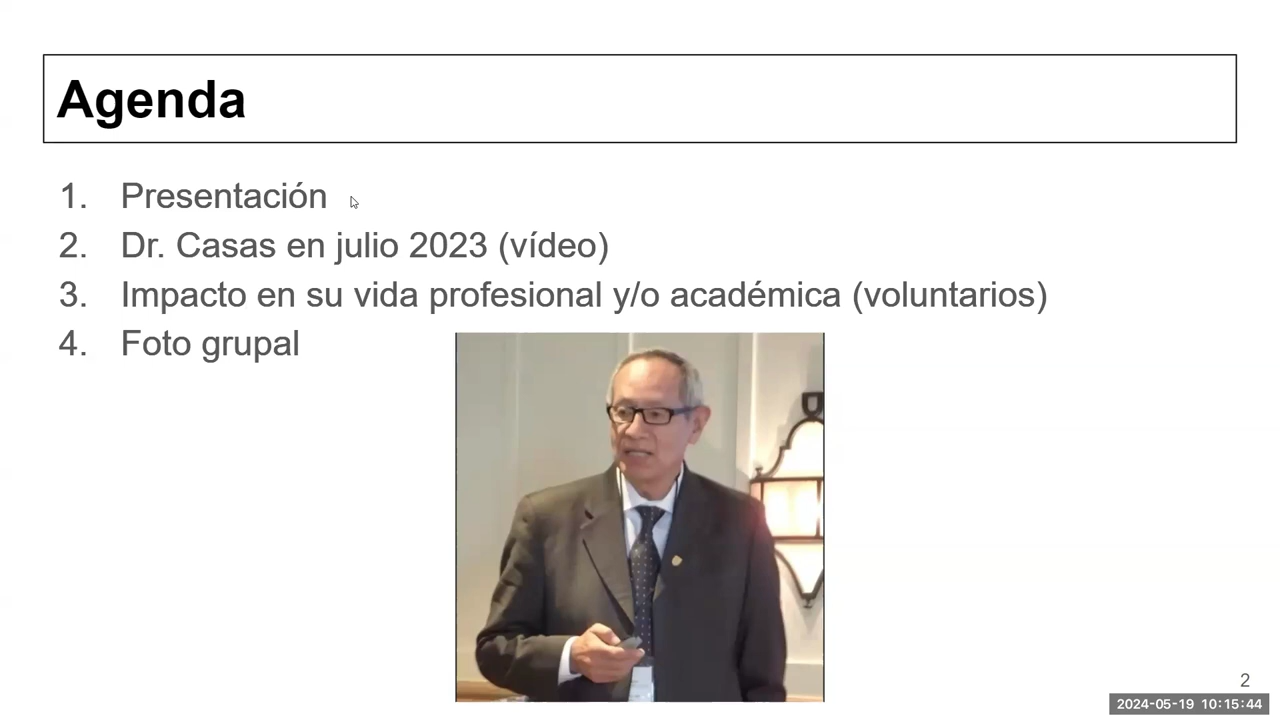 Agenda
1. Presentación
2. Dr. Casas en julio 2023 (vídeo)
3. Impacto en su vida profesional y/o académica (voluntarios)
4. Foto grupal
2
2024-05-19 10:15:44